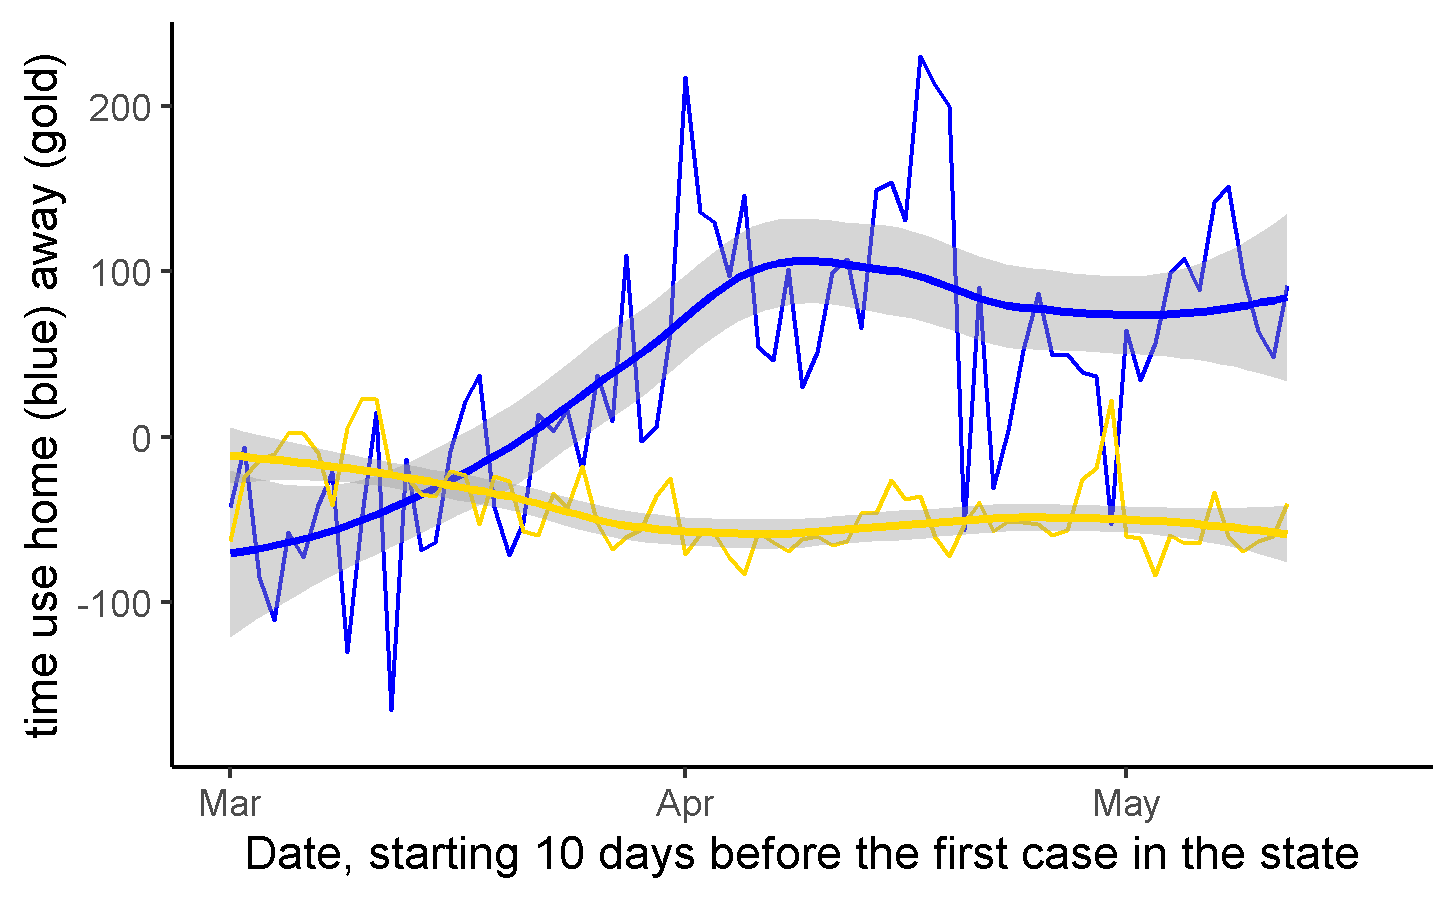 time use home (blue) away (gold)
200
100
0
-100
Mar
Apr
May
Date, starting 10 days before the first case in the state